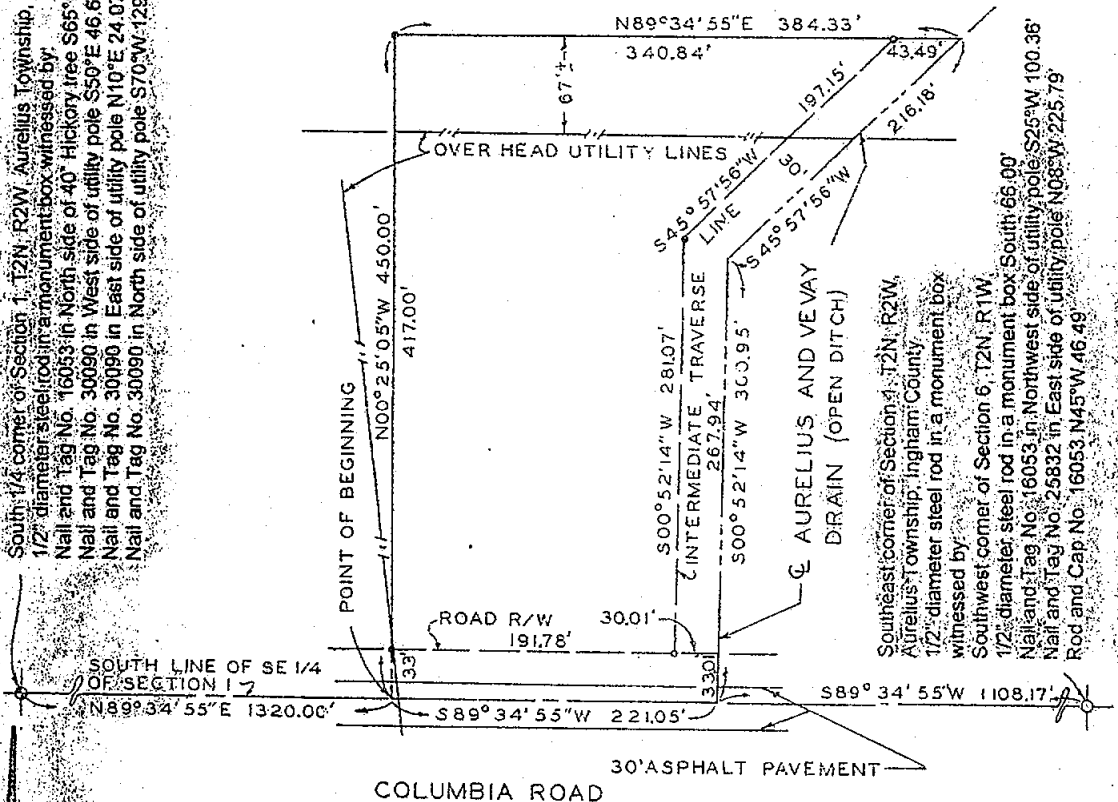 South 1/4 corner of Section 1, T2N, R2W, Aurelius Township,
1/2" diameter steel rod in a monument box witnessed by:
Nail and Tag No. 16053 in North side of 40" Hickory tree S65°
Nail and Tag No. 30090 in West side of utility pole S50°E 46.6
Nail and Tag No. 30090 in East side of utility pole N10°E 24.07
Nail and Tag No. 30090 in North side of utility pole S70°W 129
N89°34'55"E 384.33'
340.84'
43.49'
67'±
197.15'
216.18'
OVER HEAD UTILITY LINES
S45°57'56"W
30'
LINE
S45°57'56"W
N00°25'05"W 450.00'
417.00'
S00°52'14"W 281.07'
INTERMEDIATE TRAVERSE
267.94'
S00°52'14"W 300.95'
℄ AURELIUS AND VEVAY
DRAIN (OPEN DITCH)
POINT OF BEGINNING
Southeast corner of Section 1, T2N, R2W,
Aurelius Township, Ingham County,
1/2" diameter steel rod in a monument box
witnessed by
Southwest corner of Section 6, T2N, R1W,
1/2" diameter steel rod in a monument box South 66.00'
Nail and Tag No. 16053 in Northwest side of utility pole S25°W 100.36'
Nail and Tag No. 25832 in East side of utility pole N08°W 225.79'
Rod and Cap No. 16053 N45°W 46.49'
ROAD R/W
191.78'
30.01'
33'
33.01'
SOUTH LINE OF SE 1/4
OF SECTION 1
N89°34'55"E 1320.00'
S89°34'55"W 221.05'
S89°34'55"W 1108.17'
30' ASPHALT PAVEMENT
COLUMBIA ROAD